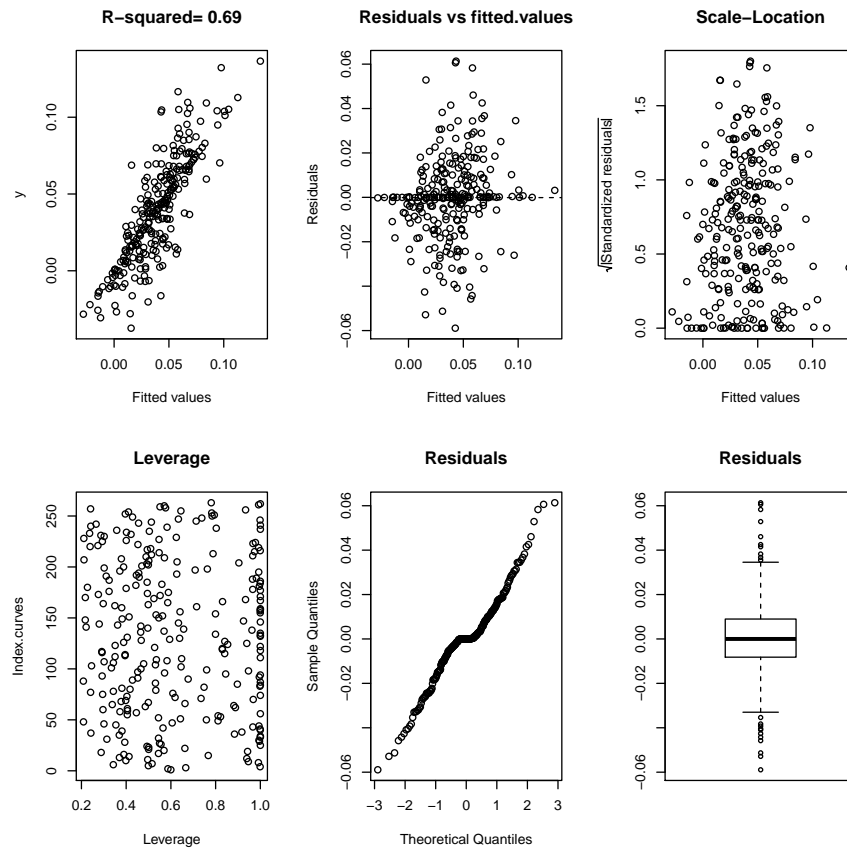 R−squared= 0.69
Residuals vs fitted.values
Scale−Location
y
0.00
0.05
0.10
0.00 0.05 0.10
Fitted values
Residuals
−0.06
−0.02
0.00
0.02
0.04
0.06
0.00 0.05 0.10
Fitted values
√|Standardized residuals|
0.0
0.5
1.0
1.5
0.00 0.05 0.10
Fitted values
Leverage
Residuals
Residuals
Index.curves
0
50
100
150
200
250
0.2 0.4 0.6 0.8 1.0
Leverage
Sample Quantiles
−0.06
−0.02
0.00
0.02
0.04
0.06
−3 −2 −1 0 1 2 3
Theoretical Quantiles
−0.06
−0.02
0.00
0.02
0.04
0.06